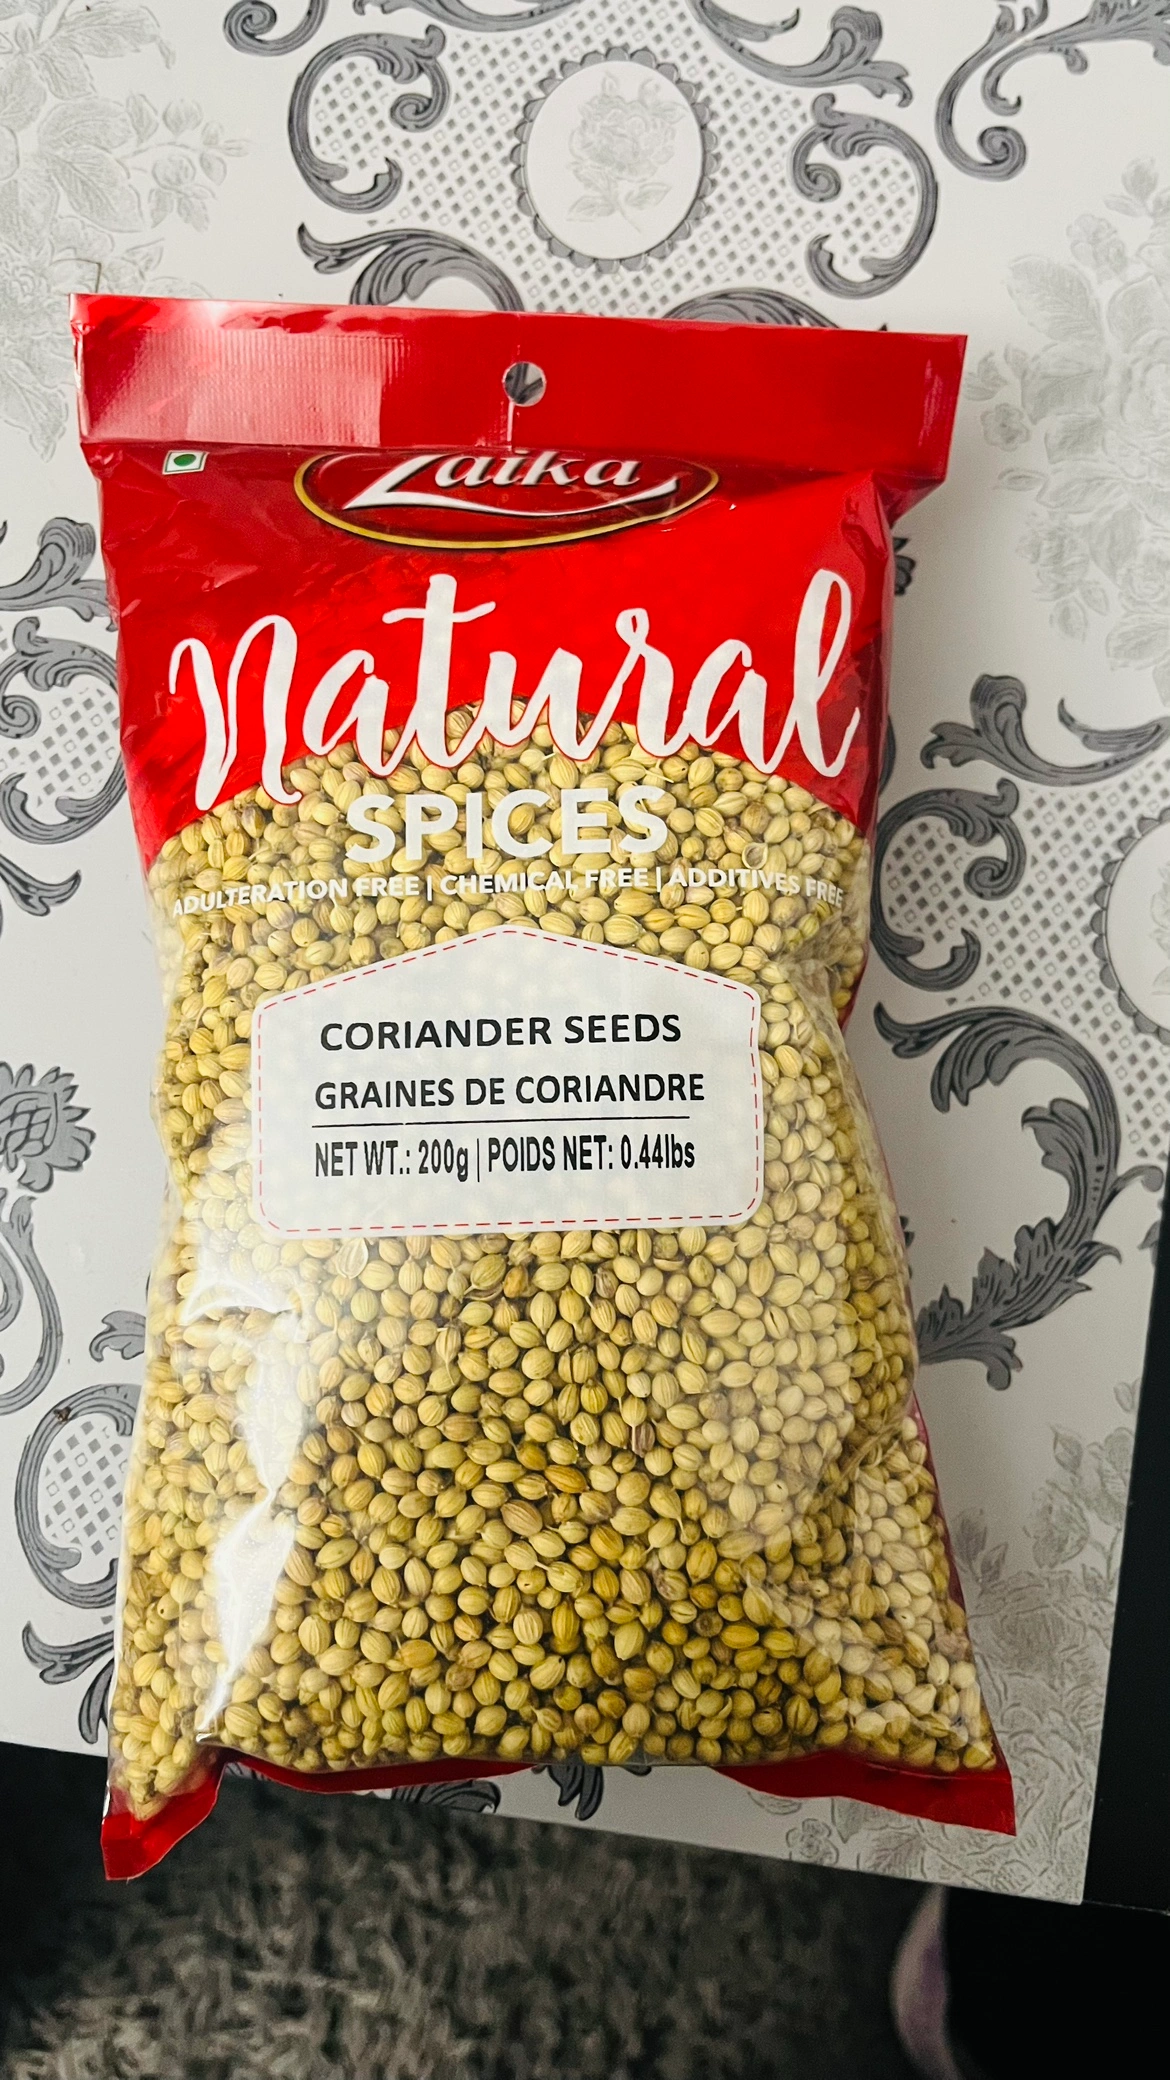 Zaika
Natural
SPICES
ADULTERATION FREE | CHEMICAL FREE | ADDITIVES FREE
CORIANDER SEEDS
GRAINES DE CORIANDRE
NET WT.: 200g | POIDS NET: 0.44lbs